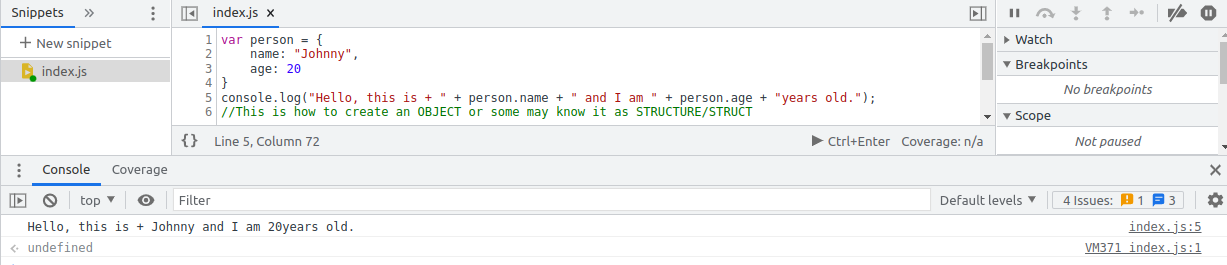 Snippets » index.js ×
+ New snippet
index.js
1 var person = {
2 name: "Johnny",
3 age: 20
4 }
5 console.log("Hello, this is + " + person.name + " and I am " + person.age + "years old.");
6 //This is how to create an OBJECT or some may know it as STRUCTURE/STRUCT
{} Line 5, Column 72 Ctrl+Enter Coverage: n/a
Watch
Breakpoints
No breakpoints
Scope
Not paused
Console Coverage
top Filter Default levels 4 Issues: 1 3
Hello, this is + Johnny and I am 20years old. index.js:5
undefined VM371 index.js:1